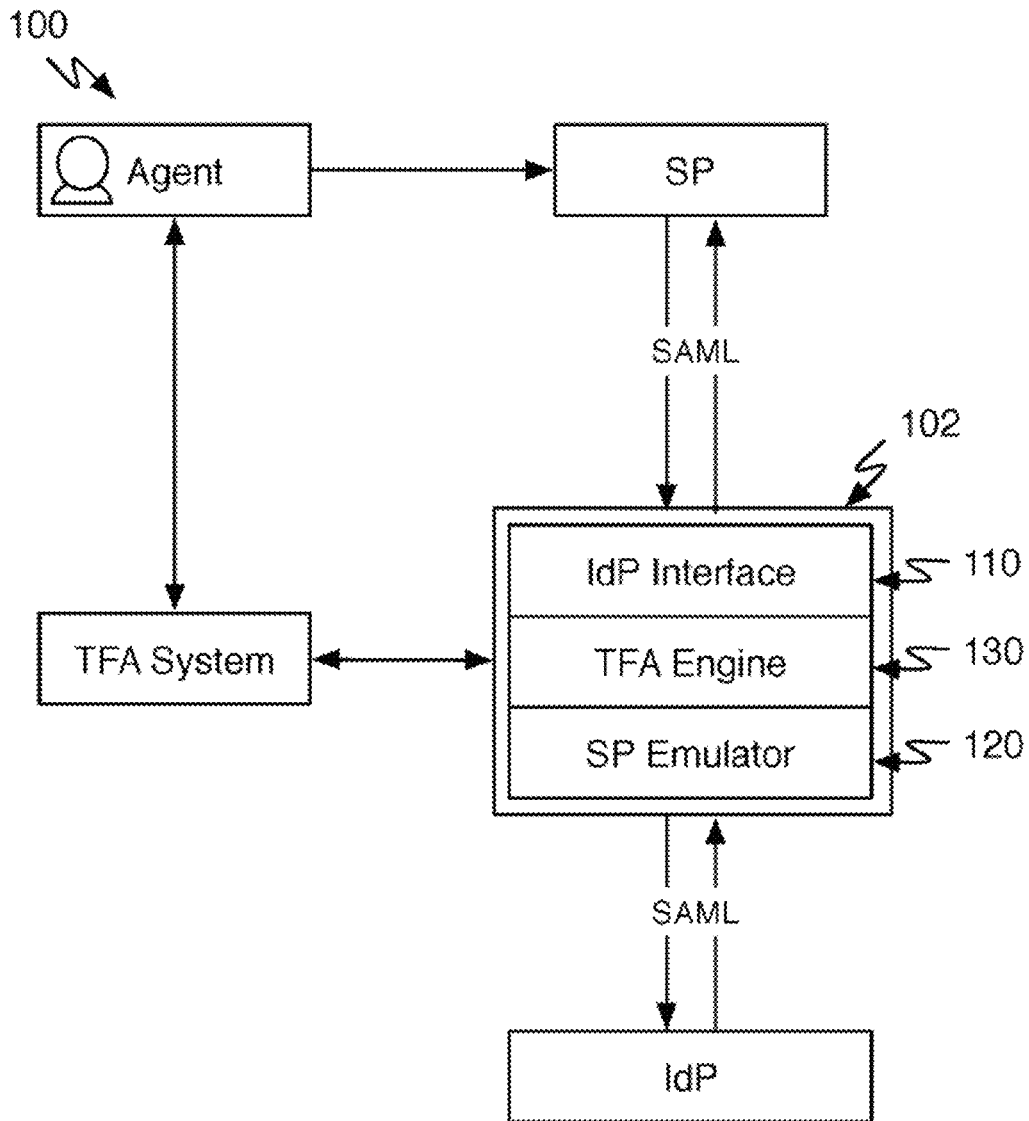 100
Agent
SP
SAML
102
IdP Interface
110
TFA System
TFA Engine
130
SP Emulator
120
SAML
IdP